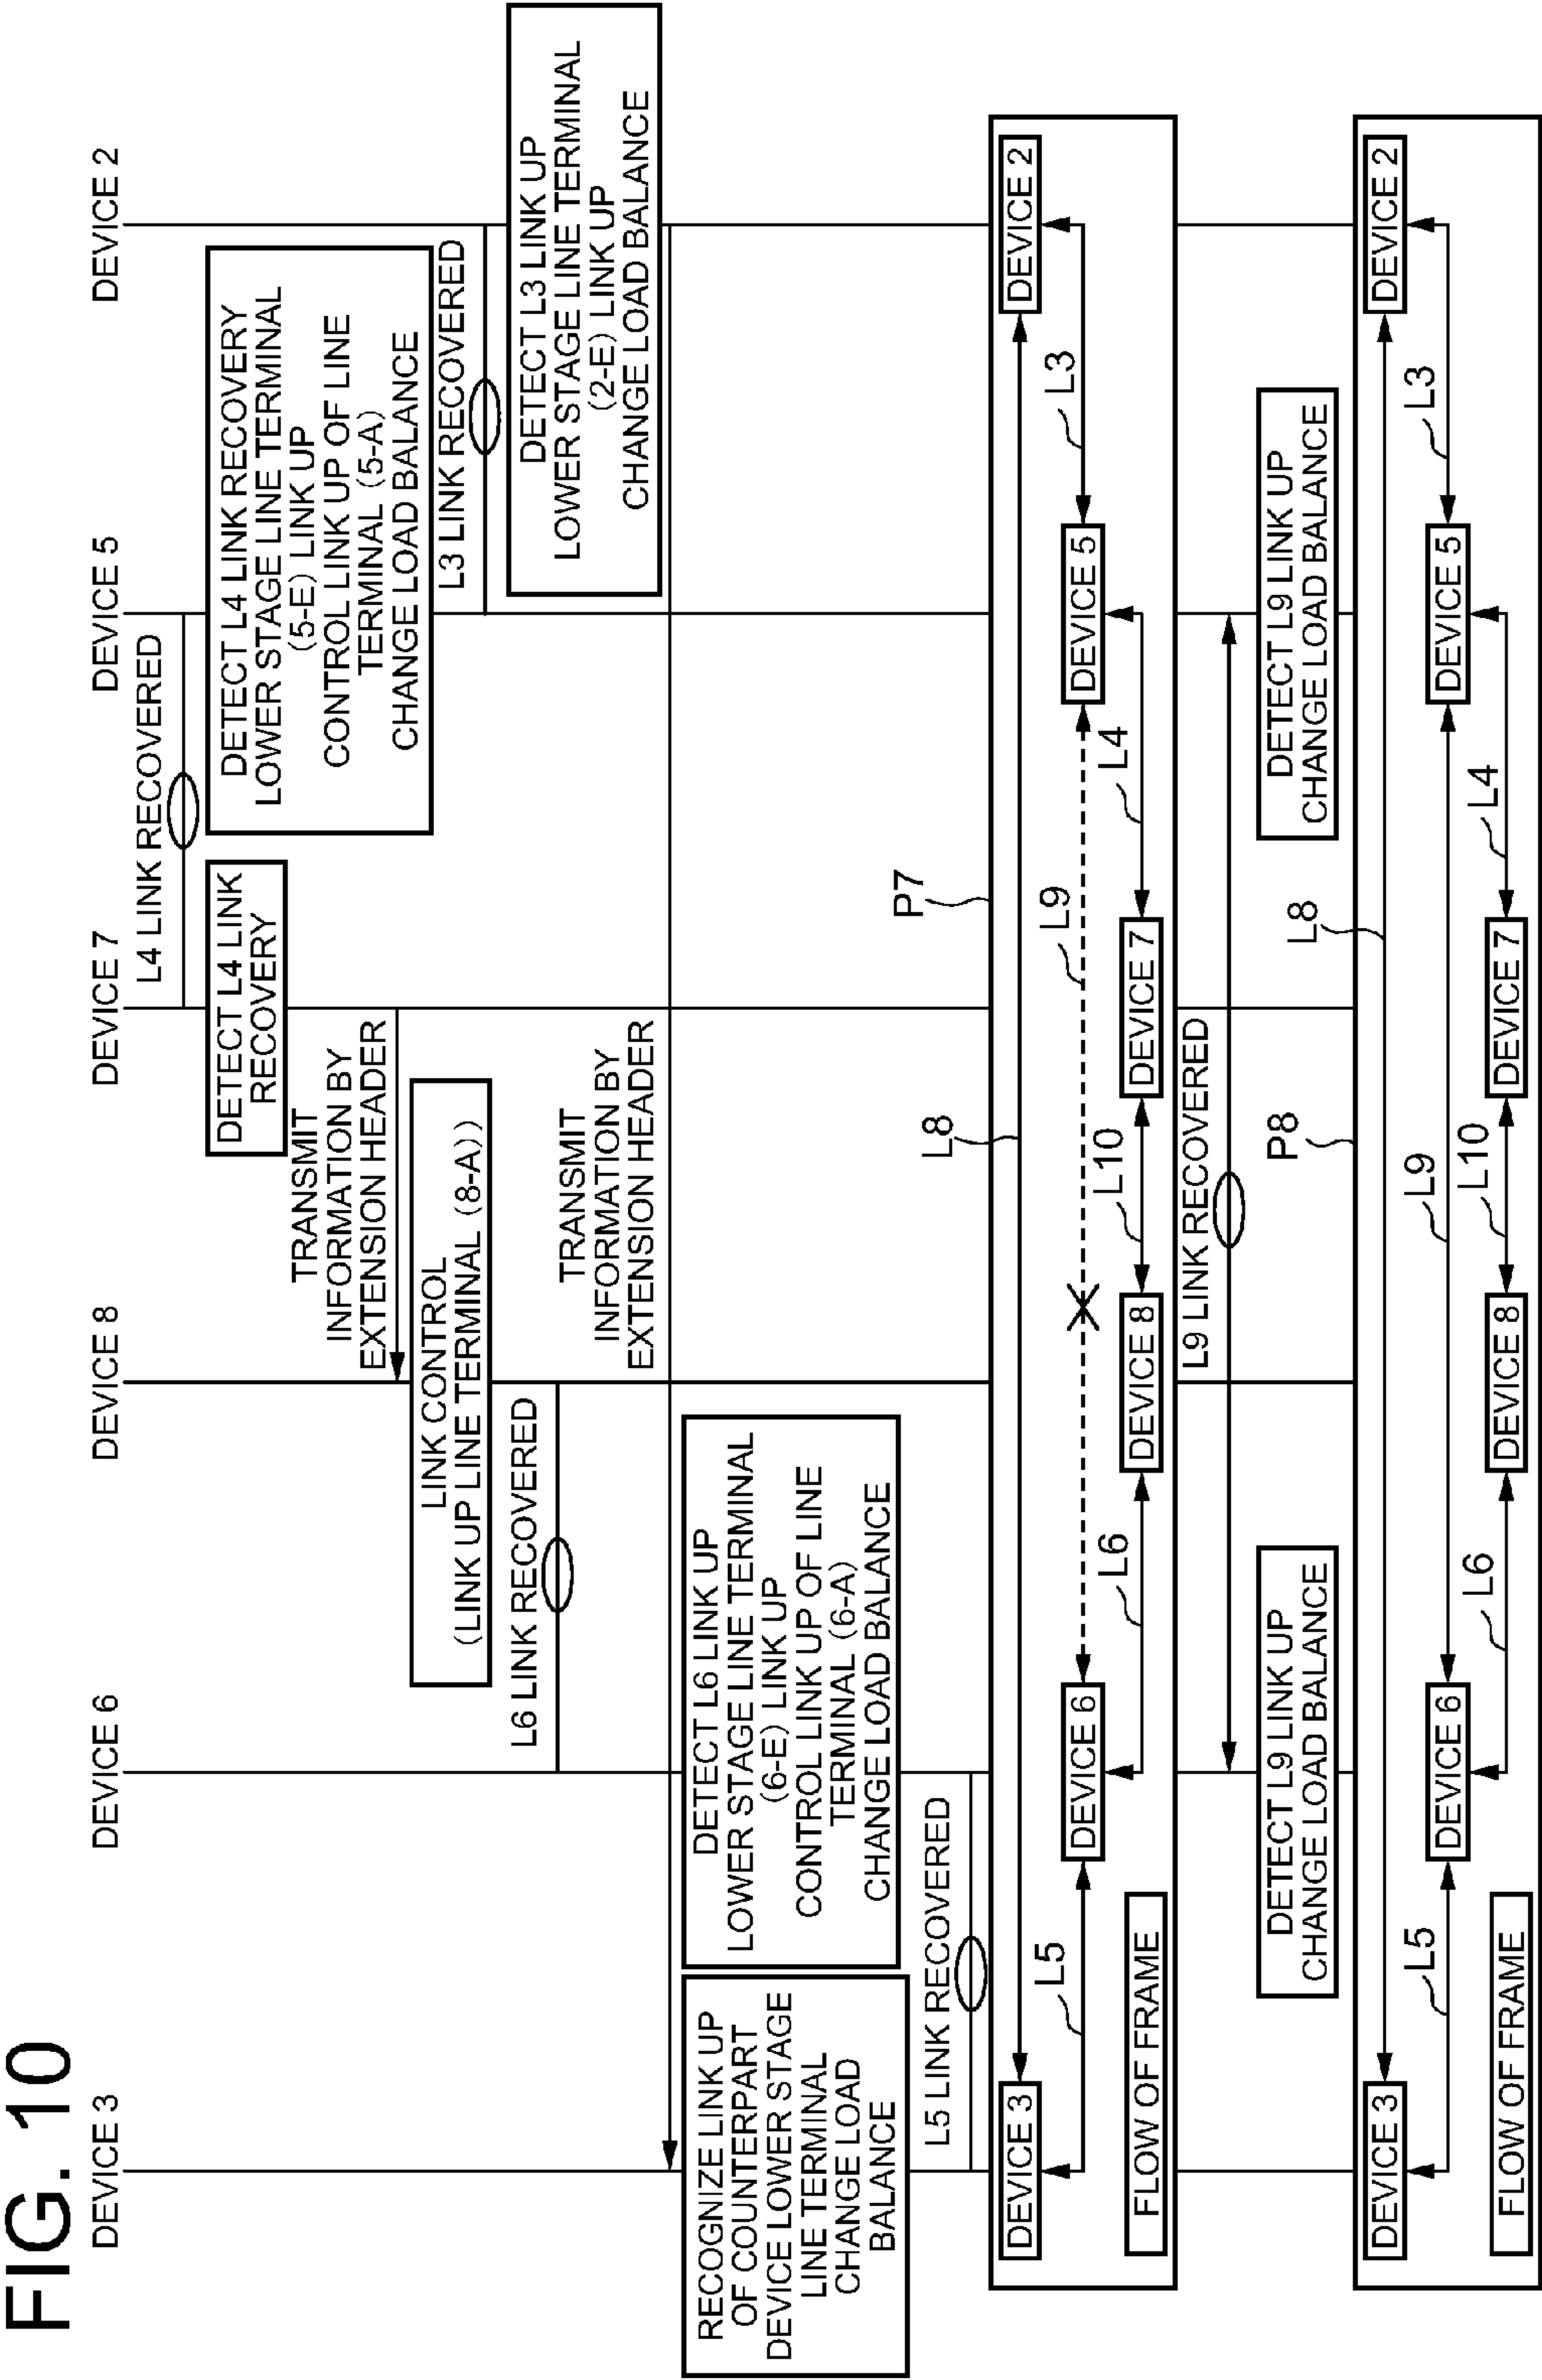 FIG. 10
DEVICE 3
DEVICE 6
DEVICE 8
DEVICE 7
DEVICE 5
DEVICE 2
L4 LINK RECOVERED
DETECT L4 LINK
RECOVERY
DETECT L4 LINK RECOVERY
LOWER STAGE LINE TERMINAL
(5-E) LINK UP
CONTROL LINK UP OF LINE
TERMINAL (5-A)
CHANGE LOAD BALANCE
TRANSMIT
INFORMATION BY
EXTENSION HEADER
LINK CONTROL
(LINK UP LINE TERMINAL (8-A))
L3 LINK RECOVERED
DETECT L3 LINK UP
LOWER STAGE LINE TERMINAL
(2-E) LINK UP
CHANGE LOAD BALANCE
L6 LINK RECOVERED
TRANSMIT
INFORMATION BY
EXTENSION HEADER
RECOGNIZE LINK UP
OF COUNTERPART
DEVICE LOWER STAGE
LINE TERMINAL
CHANGE LOAD
BALANCE
DETECT L6 LINK UP
LOWER STAGE LINE TERMINAL
(6-E) LINK UP
CONTROL LINK UP OF LINE
TERMINAL (6-A)
CHANGE LOAD BALANCE
L5 LINK RECOVERED
P7
L8
DEVICE 3
DEVICE 2
L5
L9
L3
DEVICE 6
DEVICE 5
L6
L10
L4
FLOW OF FRAME
DEVICE 8
DEVICE 7
L9 LINK RECOVERED
DETECT L9 LINK UP
CHANGE LOAD BALANCE
DETECT L9 LINK UP
CHANGE LOAD BALANCE
P8
L8
DEVICE 3
DEVICE 2
L5
L9
L3
DEVICE 6
DEVICE 5
L6
L10
L4
FLOW OF FRAME
DEVICE 8
DEVICE 7